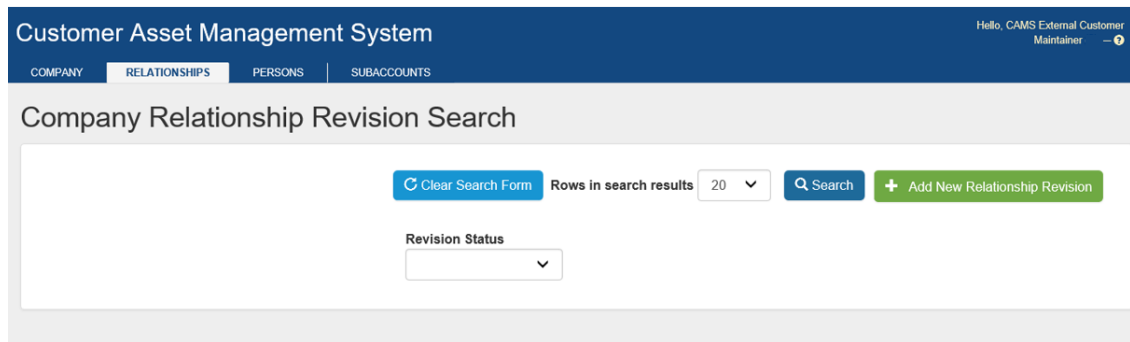 Customer Asset Management System
Hello, CAMS External Customer
Maintainer —
COMPANY RELATIONSHIPS PERSONS SUBACCOUNTS
Company Relationship Revision Search
Clear Search Form Rows in search results 20 Search Add New Relationship Revision
Revision Status